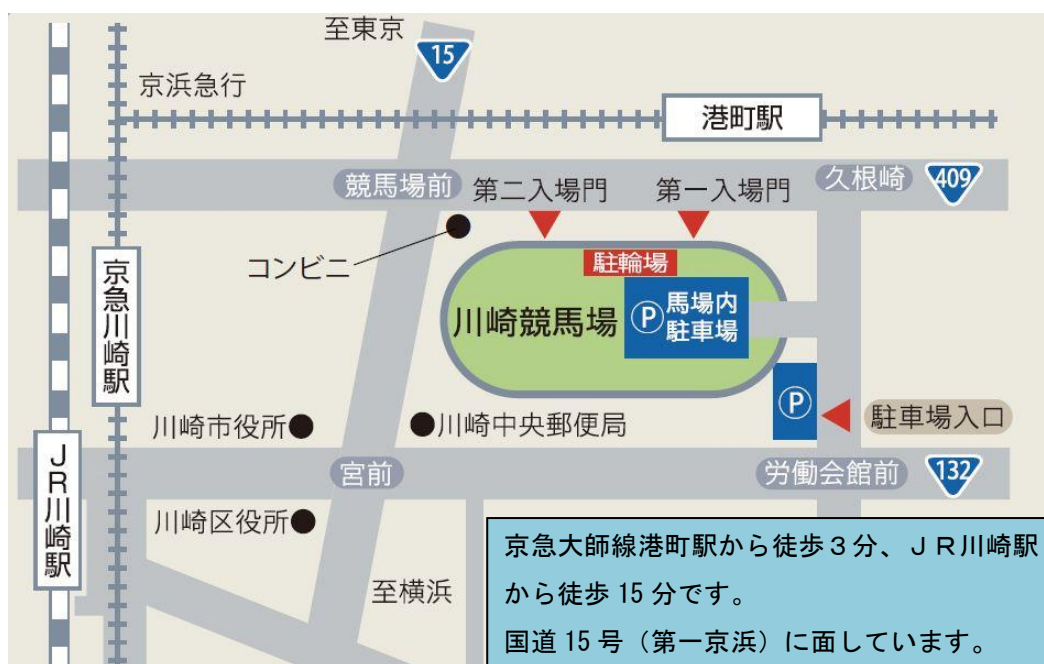 至東京
15
京浜急行
港町駅
競馬場前
第二入場門
第一入場門
久根崎
409
コンビニ
駐輪場
京急川崎駅
川崎競馬場
P
馬場内
駐車場
P
駐車場入口
川崎市役所
川崎中央郵便局
JR川崎駅
宮前
労働会館前
132
川崎区役所
至横浜
京急大師線港町駅から徒歩３分、ＪＲ川崎駅
から徒歩 15 分です。
国道 15 号（第一京浜）に面しています。